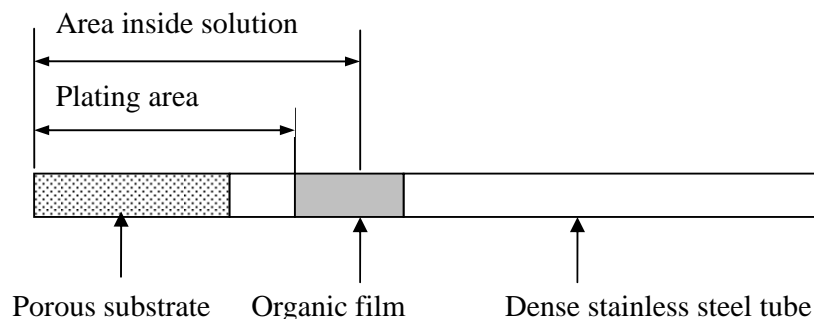 Area inside solution
Plating area
Porous substrate
Organic film
Dense stainless steel tube